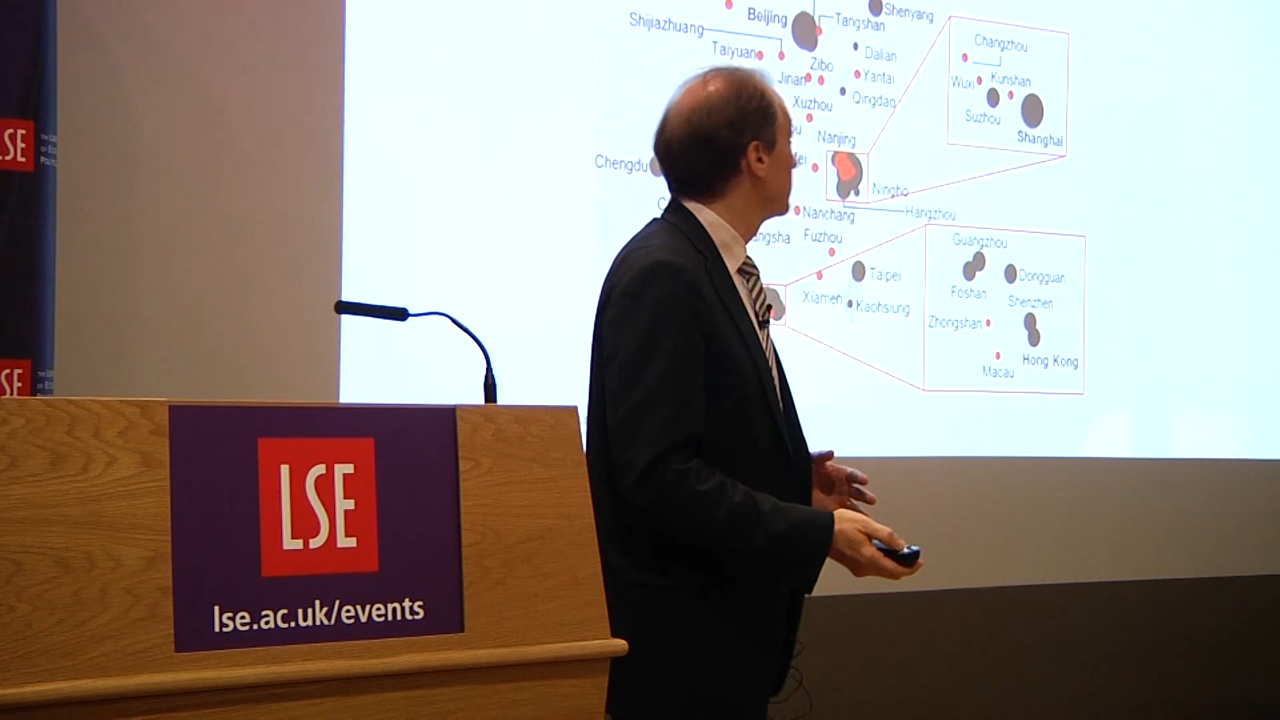 Shenyang
Beijing
Tangshan
Shijiazhuang
Dalian
Taiyuan
Zibo
Changzhou
Jinan
Yantai
Wuxi
Kunshan
Qingdao
Xuzhou
Suzhou
Shanghai
Nanjing
Chengdu
Ningbo
Hangzhou
Nanchang
Fuzhou
Guangzhou
Taipei
Dongguan
Foshan
Shenzhen
Xiamen
Kaohsiung
Zhongshan
Hong Kong
Macau
LSE
LSE
lse.ac.uk/events